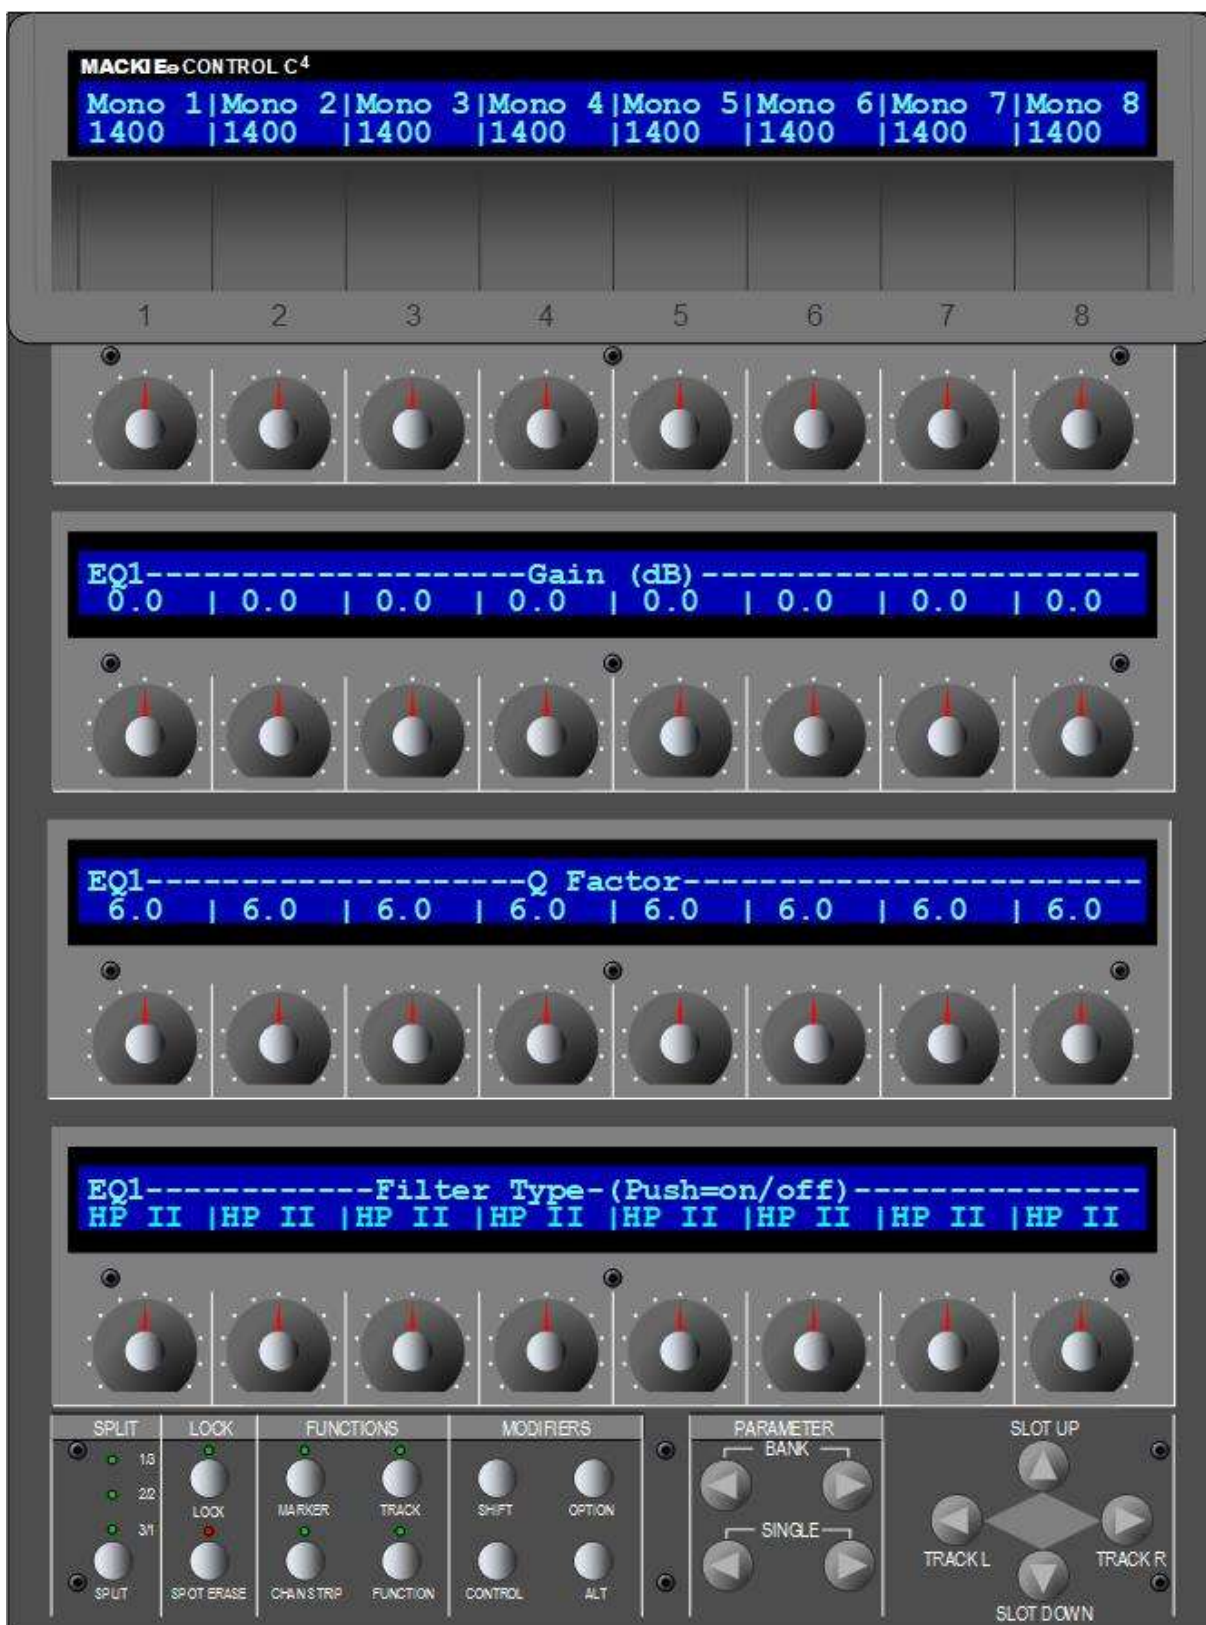 MACKIE CONTROL C4
Mono 1|Mono 2|Mono 3|Mono 4|Mono 5|Mono 6|Mono 7|Mono 8
1400 |1400 |1400 |1400 |1400 |1400 |1400 |1400
1 2 3 4 5 6 7 8
EQ1--------------------Gain (dB)-----------------------
0.0 | 0.0 | 0.0 | 0.0 | 0.0 | 0.0 | 0.0 | 0.0
EQ1--------------------Q Factor------------------------
6.0 | 6.0 | 6.0 | 6.0 | 6.0 | 6.0 | 6.0 | 6.0
EQ1------------Filter Type-(Push=on/off)---------------
HP II |HP II |HP II |HP II |HP II |HP II |HP II |HP II
SPLIT LOCK FUNCTIONS MODIFIERS PARAMETER SLOT UP
BANK
1/3
2/2
LOCK MARKER TRACK SHIFT OPTION
3/1 SINGLE
TRACK L TRACK R
SPLIT SPOT ERASE CHAN STRIP FUNCTION CONTROL ALT
SLOT DOWN